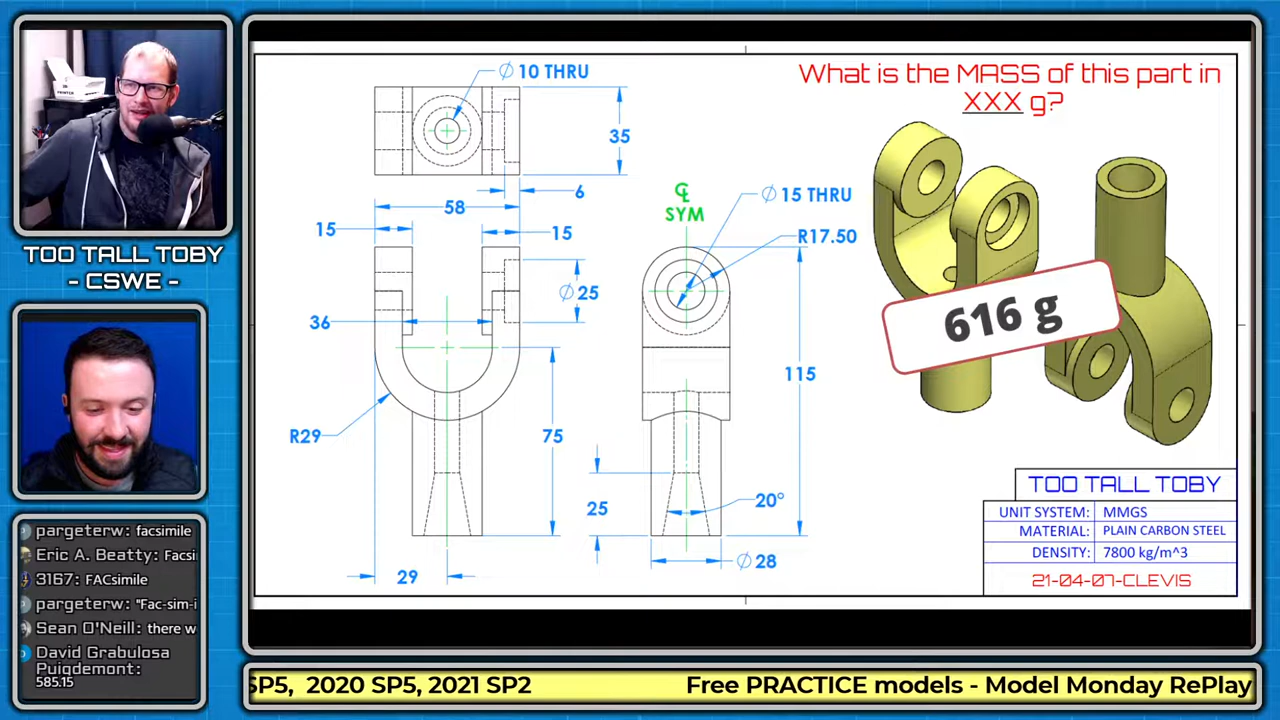 TOO TALL TOBY
- CSWE -
pargeterw: facsimile
Eric A. Beatty: Facsi
3167: FACsimile
pargeterw: "Fac-sim-i
Sean O'Neill: there w
David Grabulosa
Puigdemont:
585.15
What is the MASS of this part in
XXX g?
∅ 10 THRU
35
6
58
15
15
℄
SYM
∅ 15 THRU
R17.50
∅ 25
36
115
R29
75
25
20°
29
∅ 28
616 g
TOO TALL TOBY
UNIT SYSTEM: MMGS
MATERIAL: PLAIN CARBON STEEL
DENSITY: 7800 kg/m^3
21-04-07-CLEVIS
SP5, 2020 SP5, 2021 SP2 Free PRACTICE models - Model Monday RePlay